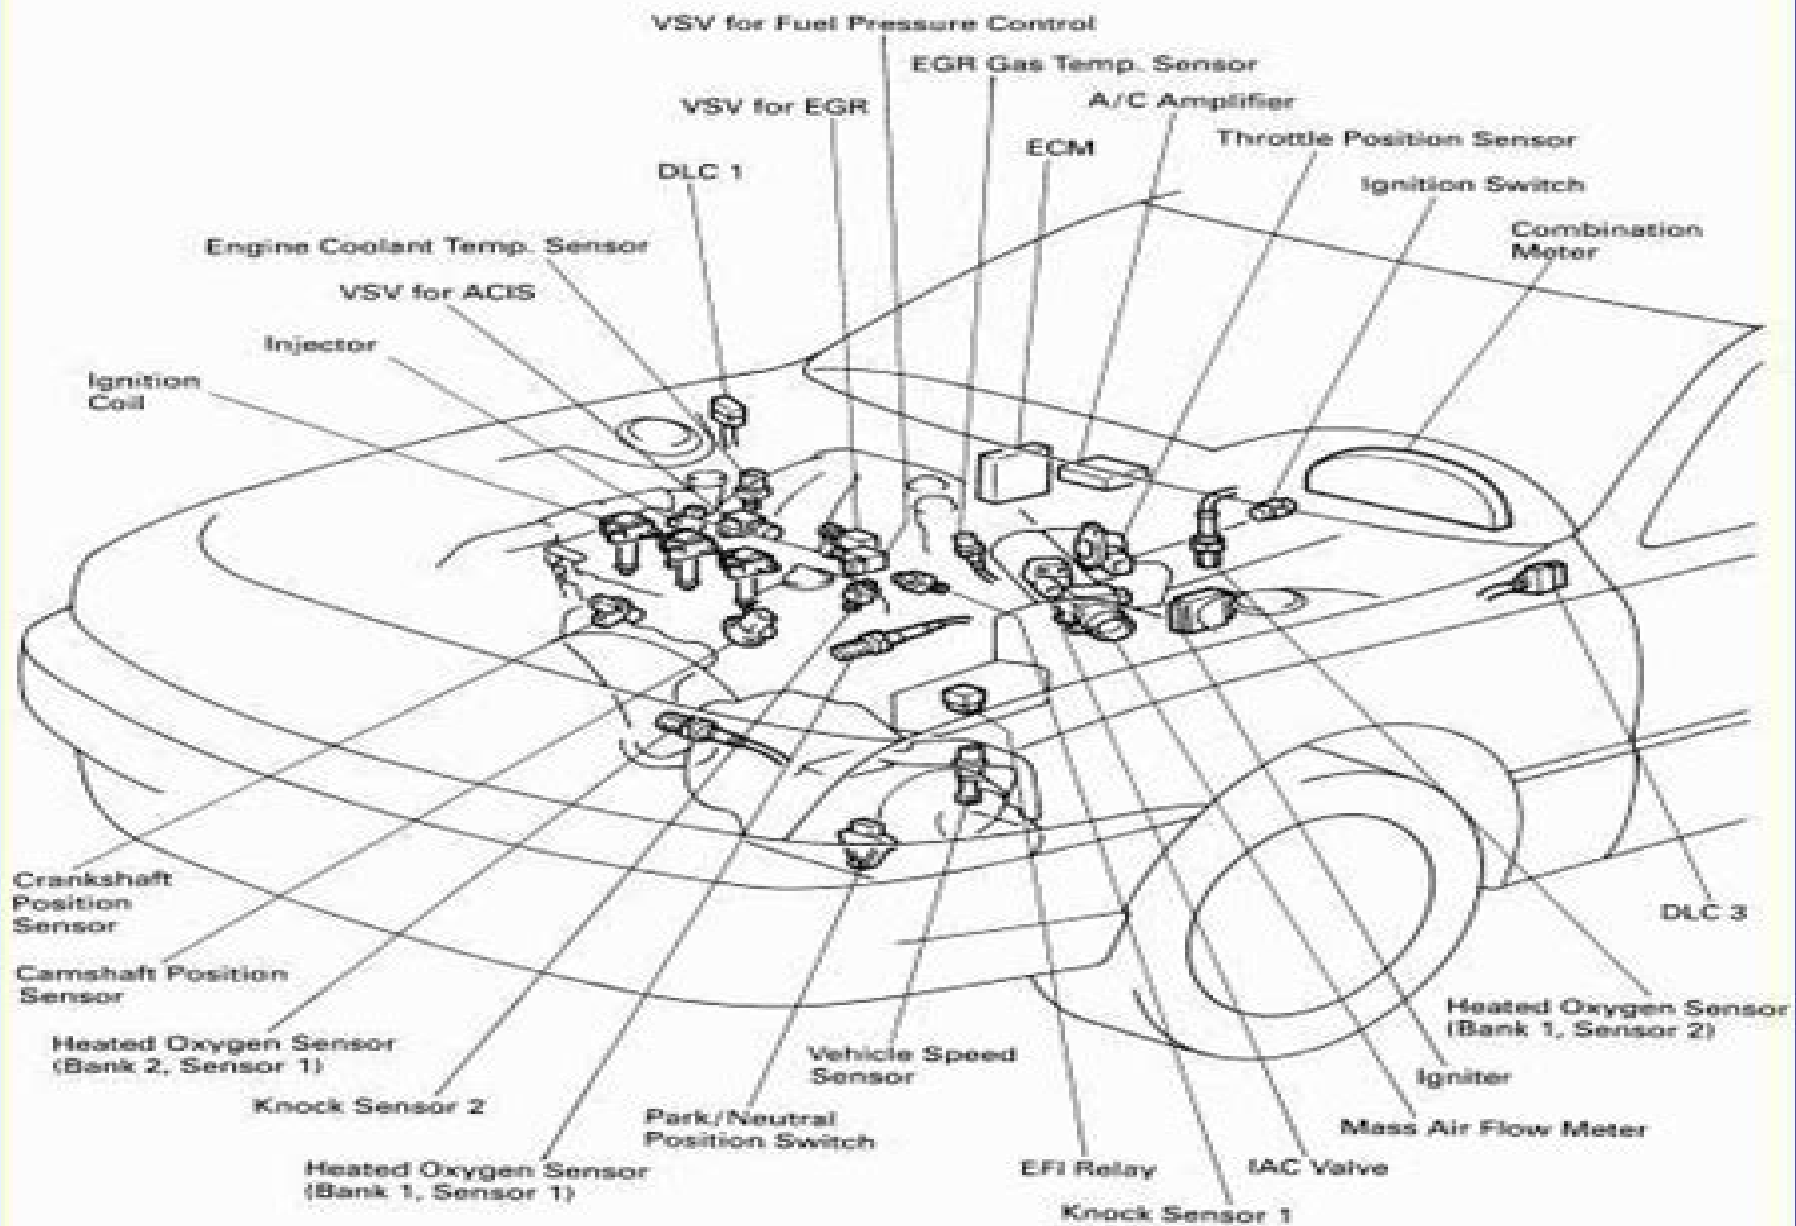 VSV for Fuel Pressure Control
EGR Gas Temp. Sensor
VSV for EGR
A/C Amplifier
Throttle Position Sensor
ECM
DLC 1
Ignition Switch
Combination
Meter
Engine Coolant Temp. Sensor
VSV for ACIS
Injector
Ignition
Coil
Crankshaft
Position
Sensor
DLC 3
Camshaft Position
Sensor
Heated Oxygen Sensor
(Bank 1, Sensor 2)
Heated Oxygen Sensor
(Bank 2, Sensor 1)
Vehicle Speed
Sensor
Igniter
Knock Sensor 2
Park/Neutral
Position Switch
Mass Air Flow Meter
Heated Oxygen Sensor
(Bank 1, Sensor 1)
EFI Relay
IAC Valve
Knock Sensor 1